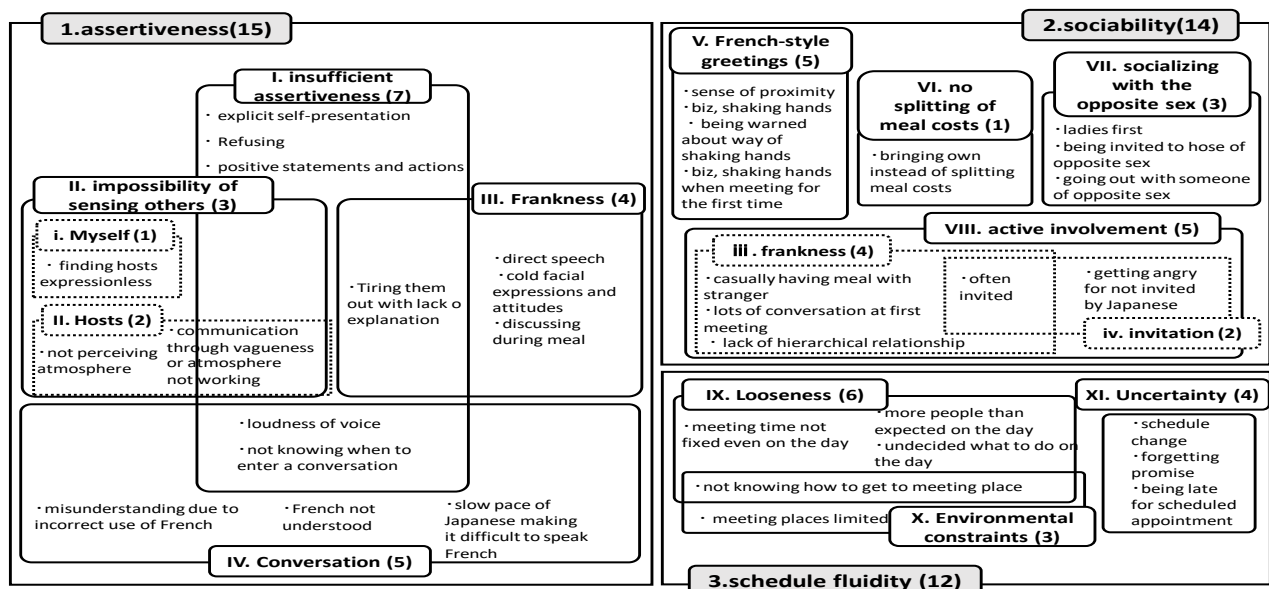 1.assertiveness(15)
I. insufficient
assertiveness (7)
・explicit self-presentation
・Refusing
・positive statements and actions
II. impossibility of
sensing others (3)
i. Myself (1)
・finding hosts
expressionless
II. Hosts (2)
・not perceiving
atmosphere
・communication
through vagueness
or atmosphere
not working
III. Frankness (4)
・Tiring them
out with lack o
explanation
・direct speech
・cold facial
expressions and
attitudes
・discussing
during meal
・loudness of voice
・not knowing when to
enter a conversation
・misunderstanding due to
incorrect use of French
・French not
understood
・slow pace of
Japanese making
it difficult to speak
French
IV. Conversation (5)
2.sociability(14)
V. French-style
greetings (5)
・sense of proximity
・biz, shaking hands
・being warned
about way of
shaking hands
・biz, shaking hands
when meeting for
the first time
VI. no
splitting of
meal costs (1)
・bringing own
instead of splitting
meal costs
VII. socializing
with the
opposite sex (3)
・ladies first
・being invited to hose of
opposite sex
・going out with someone
of opposite sex
VIII. active involvement (5)
iii. frankness (4)
・casually having meal with
stranger
・lots of conversation at first
meeting
・lack of hierarchical relationship
・often
invited
・getting angry
for not invited
by Japanese
iv. invitation (2)
IX. Looseness (6)
・meeting time not
fixed even on the day
・more people than
expected on the day
・undecided what to do on
the day
・not knowing how to get to meeting place
・meeting places limited
X. Environmental
constraints (3)
XI. Uncertainty (4)
・schedule
change
・forgetting
promise
・being late
for scheduled
appointment
3.schedule fluidity (12)